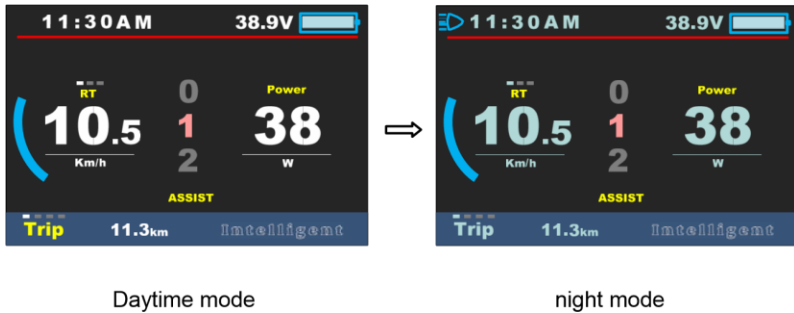 11:30AM 38.9V
RT 0 Power
10.5 1 38
Km/h 2 W
ASSIST
Trip 11.3km Intelligent
11:30AM 38.9V
RT 0 Power
10.5 1 38
Km/h 2 W
ASSIST
Trip 11.3km Intelligent
Daytime mode
night mode